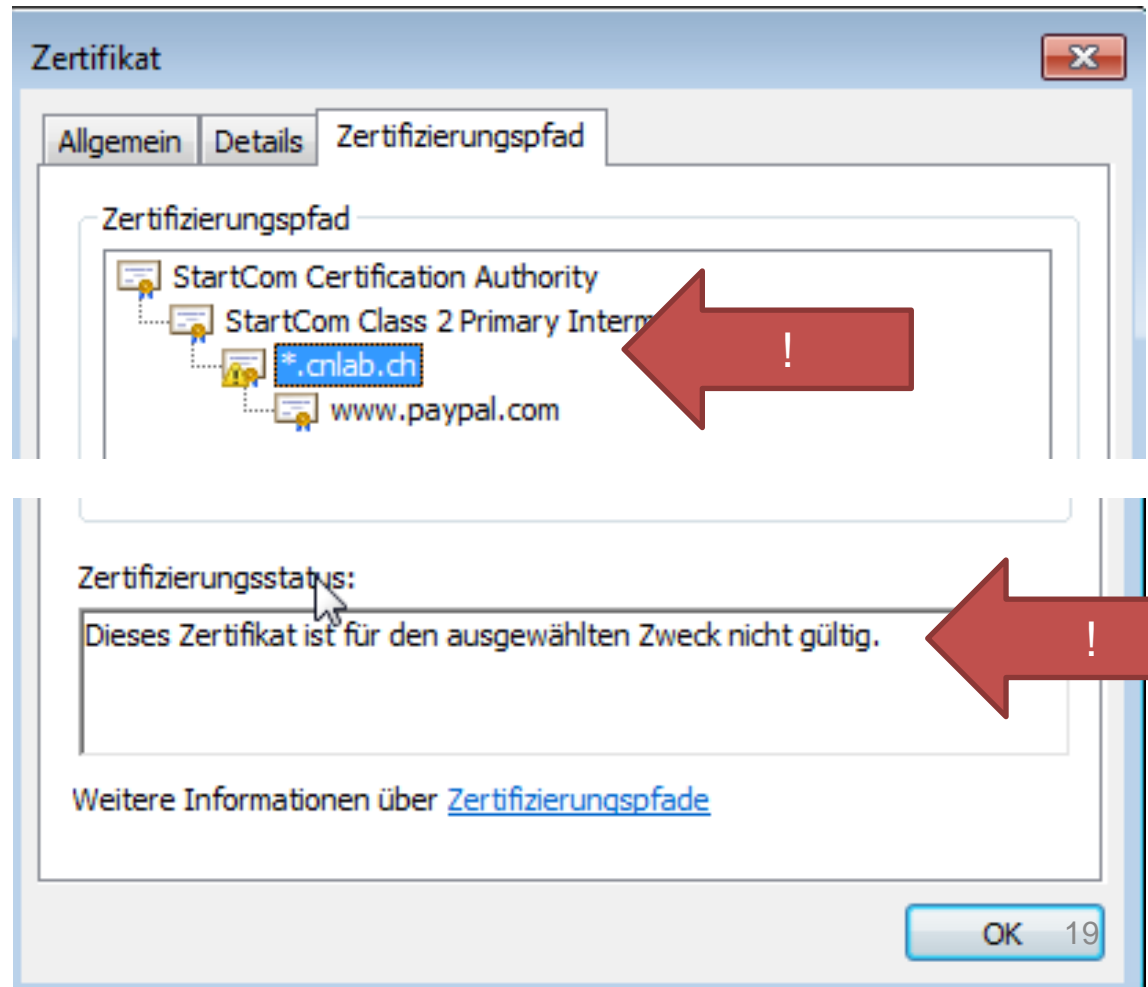 Zertifikat
Allgemein Details Zertifizierungspfad
Zertifizierungspfad
StartCom Certification Authority
StartCom Class 2 Primary
!
*.cnlab.ch
www.paypal.com
Zertifizierungsstatus:
Dieses Zertifikat ist für den ausgewählten Zweck nicht gültig.
!
Weitere Informationen über Zertifizierungspfade
OK 19